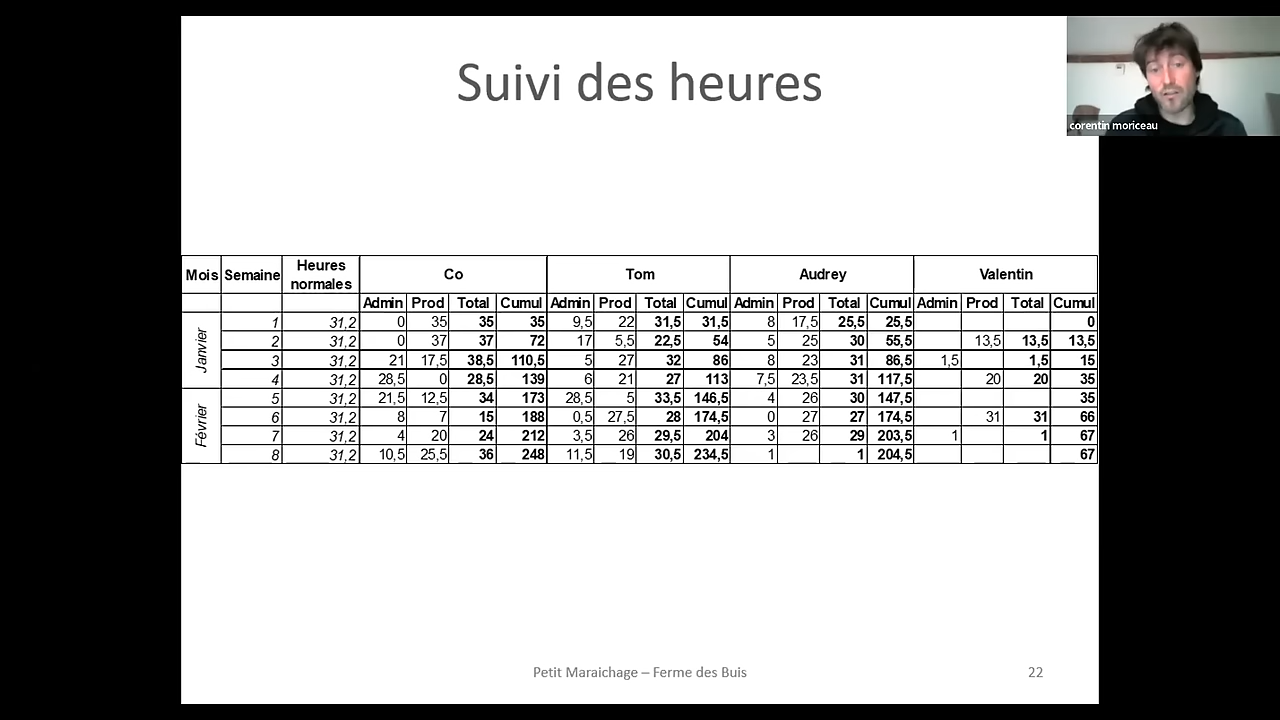 Suivi des heures
corentin moriceau
Mois Semaine Heures normales Co Tom Audrey Valentin
Admin Prod Total Cumul Admin Prod Total Cumul Admin Prod Total Cumul Admin Prod Total Cumul
Janvier
1 31,2 0 35 35 35 9,5 22 31,5 31,5 8 17,5 25,5 25,5 0
2 31,2 0 37 37 72 17 5,5 22,5 54 5 25 30 55,5 13,5 13,5 13,5
3 31,2 21 17,5 38,5 110,5 5 27 32 86 8 23 31 86,5 1,5 1,5 15
4 31,2 28,5 0 28,5 139 6 21 27 113 7,5 23,5 31 117,5 20 20 35
Février
5 31,2 21,5 12,5 34 173 28,5 5 33,5 146,5 4 26 30 147,5 35
6 31,2 8 7 15 188 0,5 27,5 28 174,5 0 27 27 174,5 31 31 66
7 31,2 4 20 24 212 3,5 26 29,5 204 3 26 29 203,5 1 1 67
8 31,2 10,5 25,5 36 248 11,5 19 30,5 234,5 1 1 204,5 67
Petit Maraichage – Ferme des Buis
22